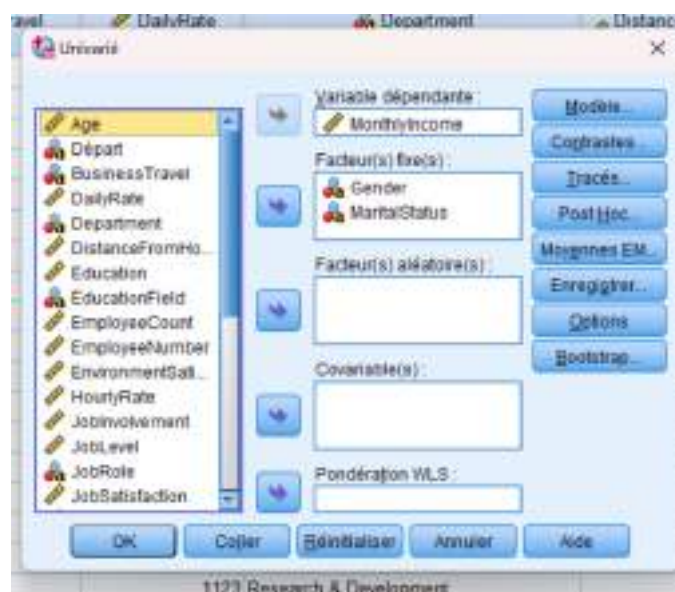 avel DailyRate Department Distanc
Univarié
Age
Départ
BusinessTravel
DailyRate
Department
DistanceFromHo...
Education
EducationField
EmployeeCount
EmployeeNumber
EnvironmentSati...
HourlyRate
JobInvolvement
JobLevel
JobRole
JobSatisfaction
Variable dépendante :
MonthlyIncome
Facteur(s) fixe(s) :
Gender
MaritalStatus
Facteur(s) aléatoire(s) :
Covariable(s) :
Pondération WLS :
Modèle...
Contrastes...
Tracés...
Post Hoc...
Moyennes EM...
Enregistrer...
Options
Bootstrap...
OK Coller Réinitialiser Annuler Aide
1123 Research & Development